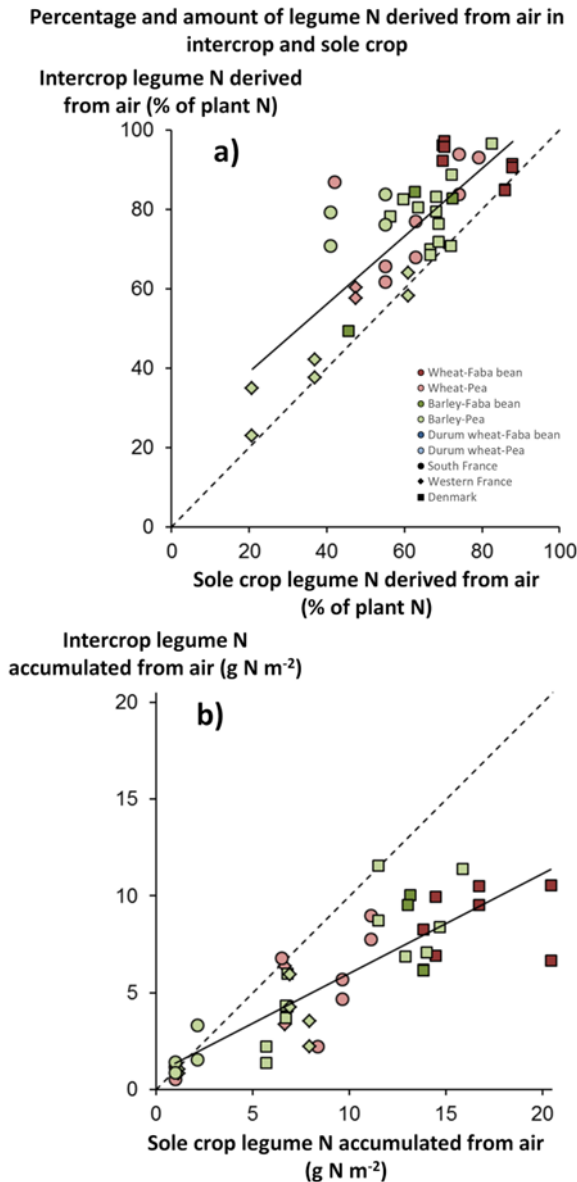 Percentage and amount of legume N derived from air in
intercrop and sole crop
Intercrop legume N derived
from air (% of plant N)
100
a)
80
60
40
Wheat-Faba bean
Wheat-Pea
Barley-Faba bean
Barley-Pea
Durum wheat-Faba bean
Durum wheat-Pea
South France
Western France
Denmark
20
0
0 20 40 60 80 100
Sole crop legume N derived from air
(% of plant N)
Intercrop legume N
accumulated from air (g N m-2)
20
b)
15
10
5
0
0 5 10 15 20
Sole crop legume N accumulated from air
(g N m-2)